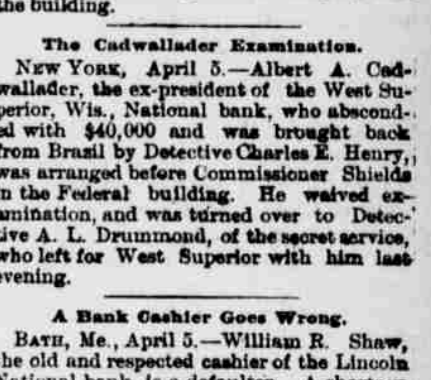 the building.
The Cadwallader Examination.
NEW YORK, April 5.—Albert A. Cad-
wallader, the ex-president of the West Su-
perior, Wis., National bank, who abscond-
ed with $40,000 and was brought back
from Brazil by Detective Charles E. Henry,
was arranged before Commissioner Shields
in the Federal building. He waived ex-
amination, and was turned over to Detec-
tive A. L. Drummond, of the secret service,
who left for West Superior with him last
evening.
A Bank Cashier Goes Wrong.
BATH, Me., April 5.—William R. Shaw,
the old and respected cashier of the Lincoln
National bank, is a defaulter.